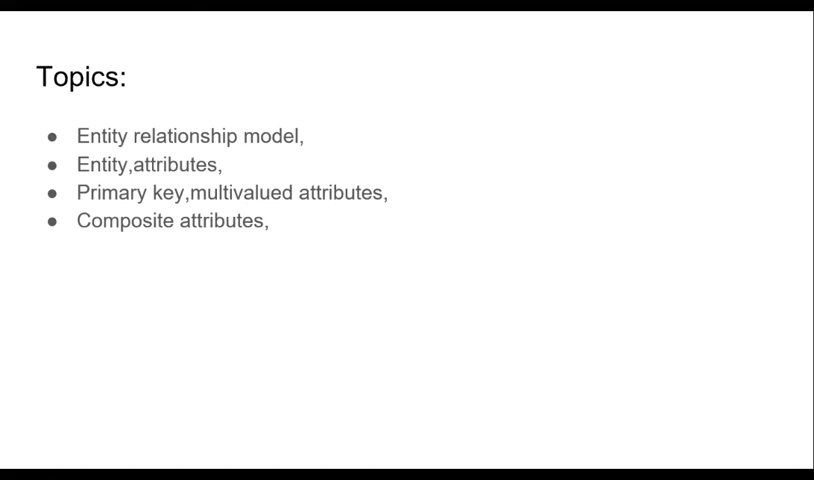 Topics:
● Entity relationship model,
● Entity,attributes,
● Primary key,multivalued attributes,
● Composite attributes,